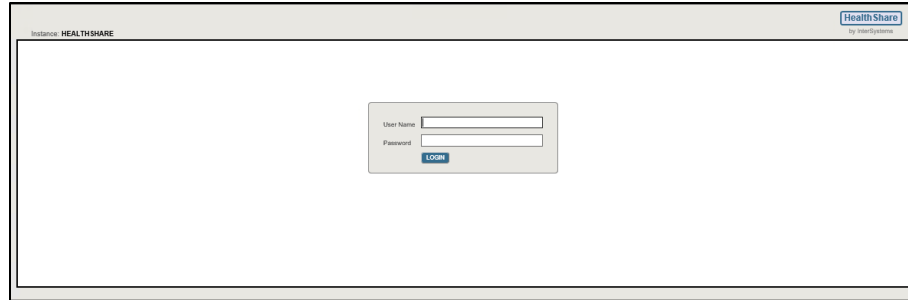 HealthShare
by InterSystems
Instance: HEALTHSHARE
User Name
Password
LOGIN